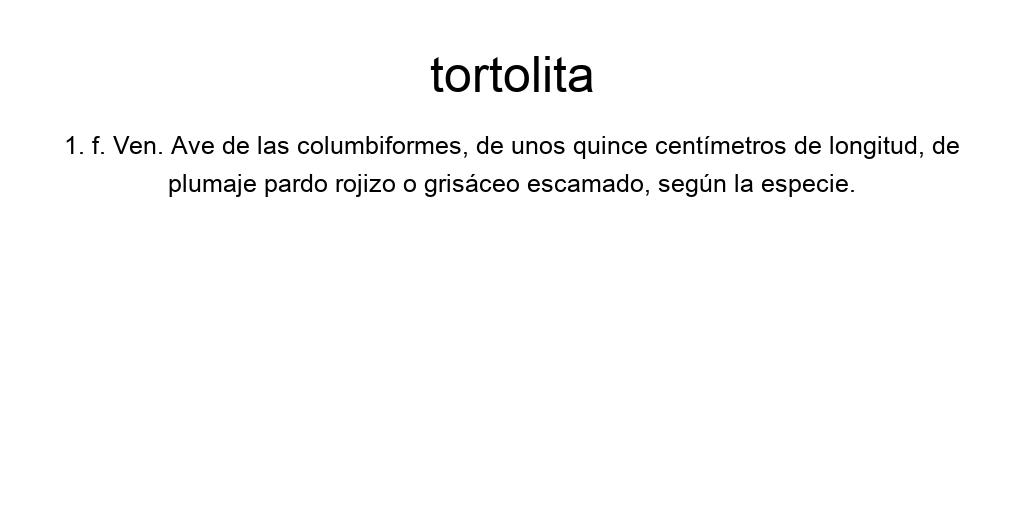 tortolita
1. f. Ven. Ave de las columbiformes, de unos quince centímetros de longitud, de
plumaje pardo rojizo o grisáceo escamado, según la especie.